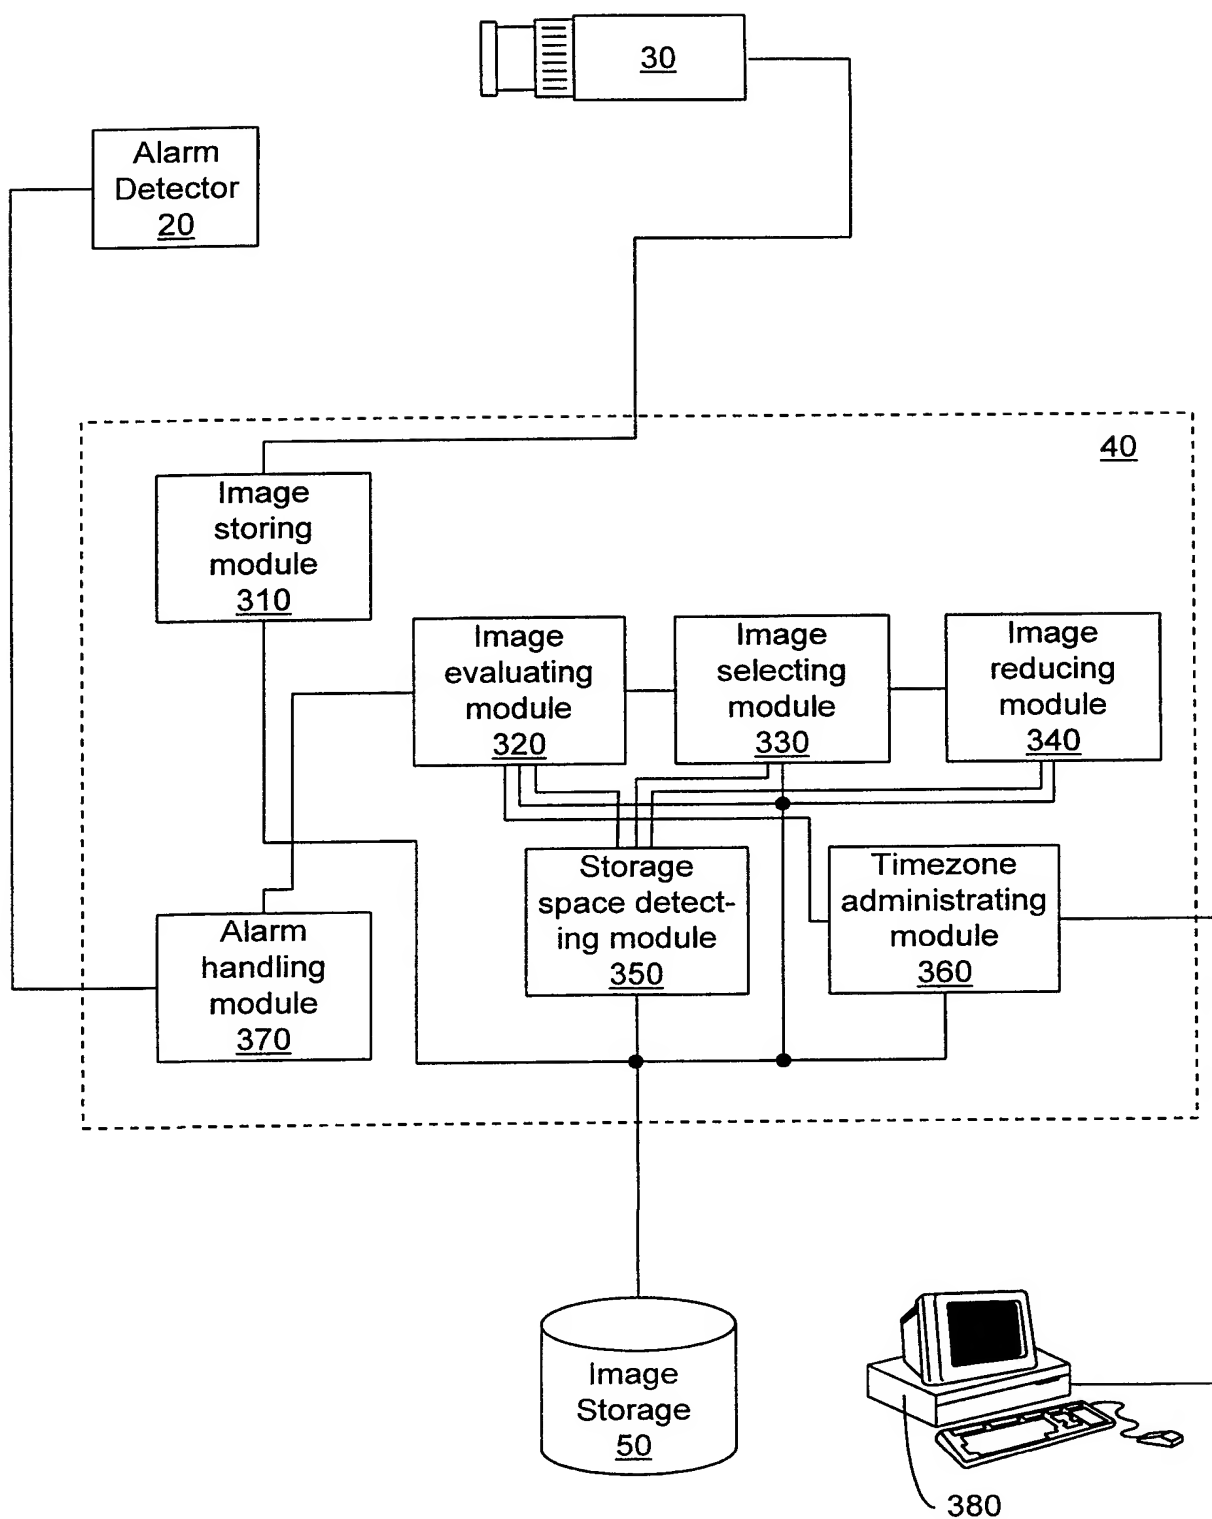 30
Alarm
Detector
20
40
Image
storing
module
310
Image
evaluating
module
320
Image
selecting
module
330
Image
reducing
module
340
Storage
space detect-
ing module
350
Timezone
administrating
module
360
Alarm
handling
module
370
Image
Storage
50
380